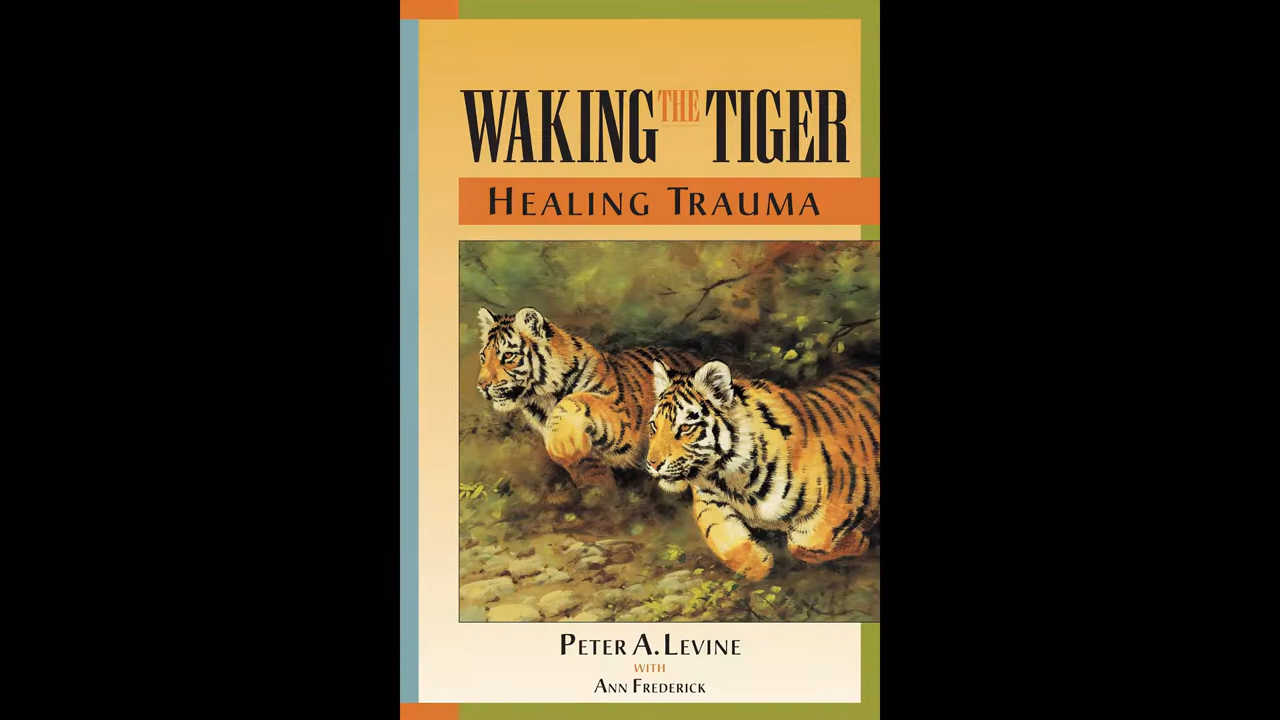 WAKING THE TIGER
HEALING TRAUMA
PETER A. LEVINE
WITH
ANN FREDERICK